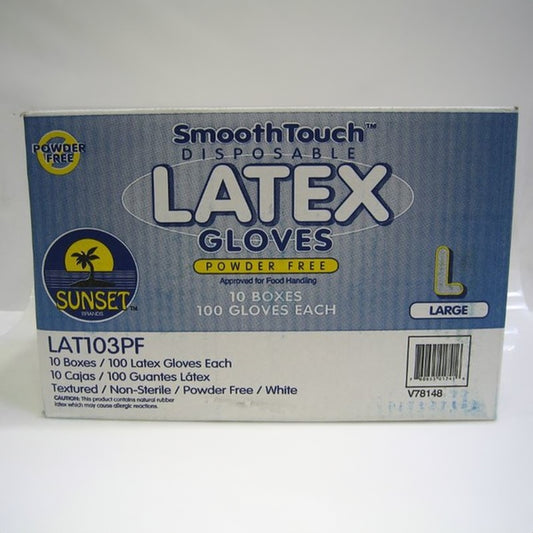 POWDER
FREE
SmoothTouch™
DISPOSABLE
LATEX
GLOVES
POWDER FREE
Approved for Food Handling
10 BOXES
100 GLOVES EACH
L
LARGE
SUNSET™
BRANDS
LAT103PF
10 Boxes / 100 Latex Gloves Each
10 Cajas / 100 Guantes Látex
Textured / Non-Sterile / Powder Free / White
CAUTION: This product contains natural rubber
latex which may cause allergic reactions.
V78148